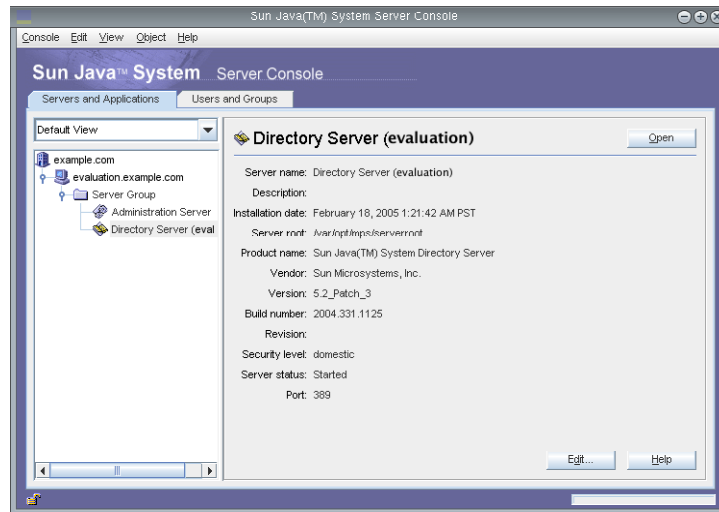 Sun Java(TM) System Server Console
Console Edit View Object Help
Sun Java™ System Server Console
Servers and Applications
Users and Groups
Default View
example.com
evaluation.example.com
Server Group
Administration Server
Directory Server (eval
Directory Server (evaluation)
Open
Server name: Directory Server (evaluation)
Description:
Installation date: February 18, 2005 1:21:42 AM PST
Server root: /var/opt/mps/serverroot
Product name: Sun Java(TM) System Directory Server
Vendor: Sun Microsystems, Inc.
Version: 5.2_Patch_3
Build number: 2004.331.1125
Revision:
Security level: domestic
Server status: Started
Port: 389
Edit...
Help